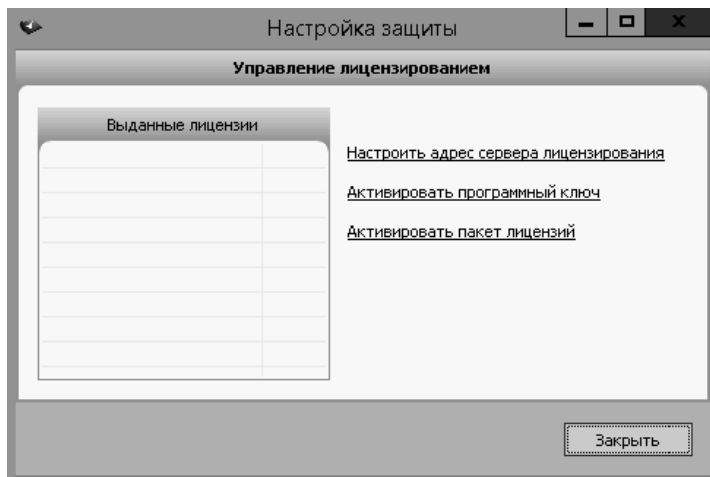 Настройка защиты
Управление лицензированием
Выданные лицензии
Настроить адрес сервера лицензирования
Активировать программный ключ
Активировать пакет лицензий
Закрыть